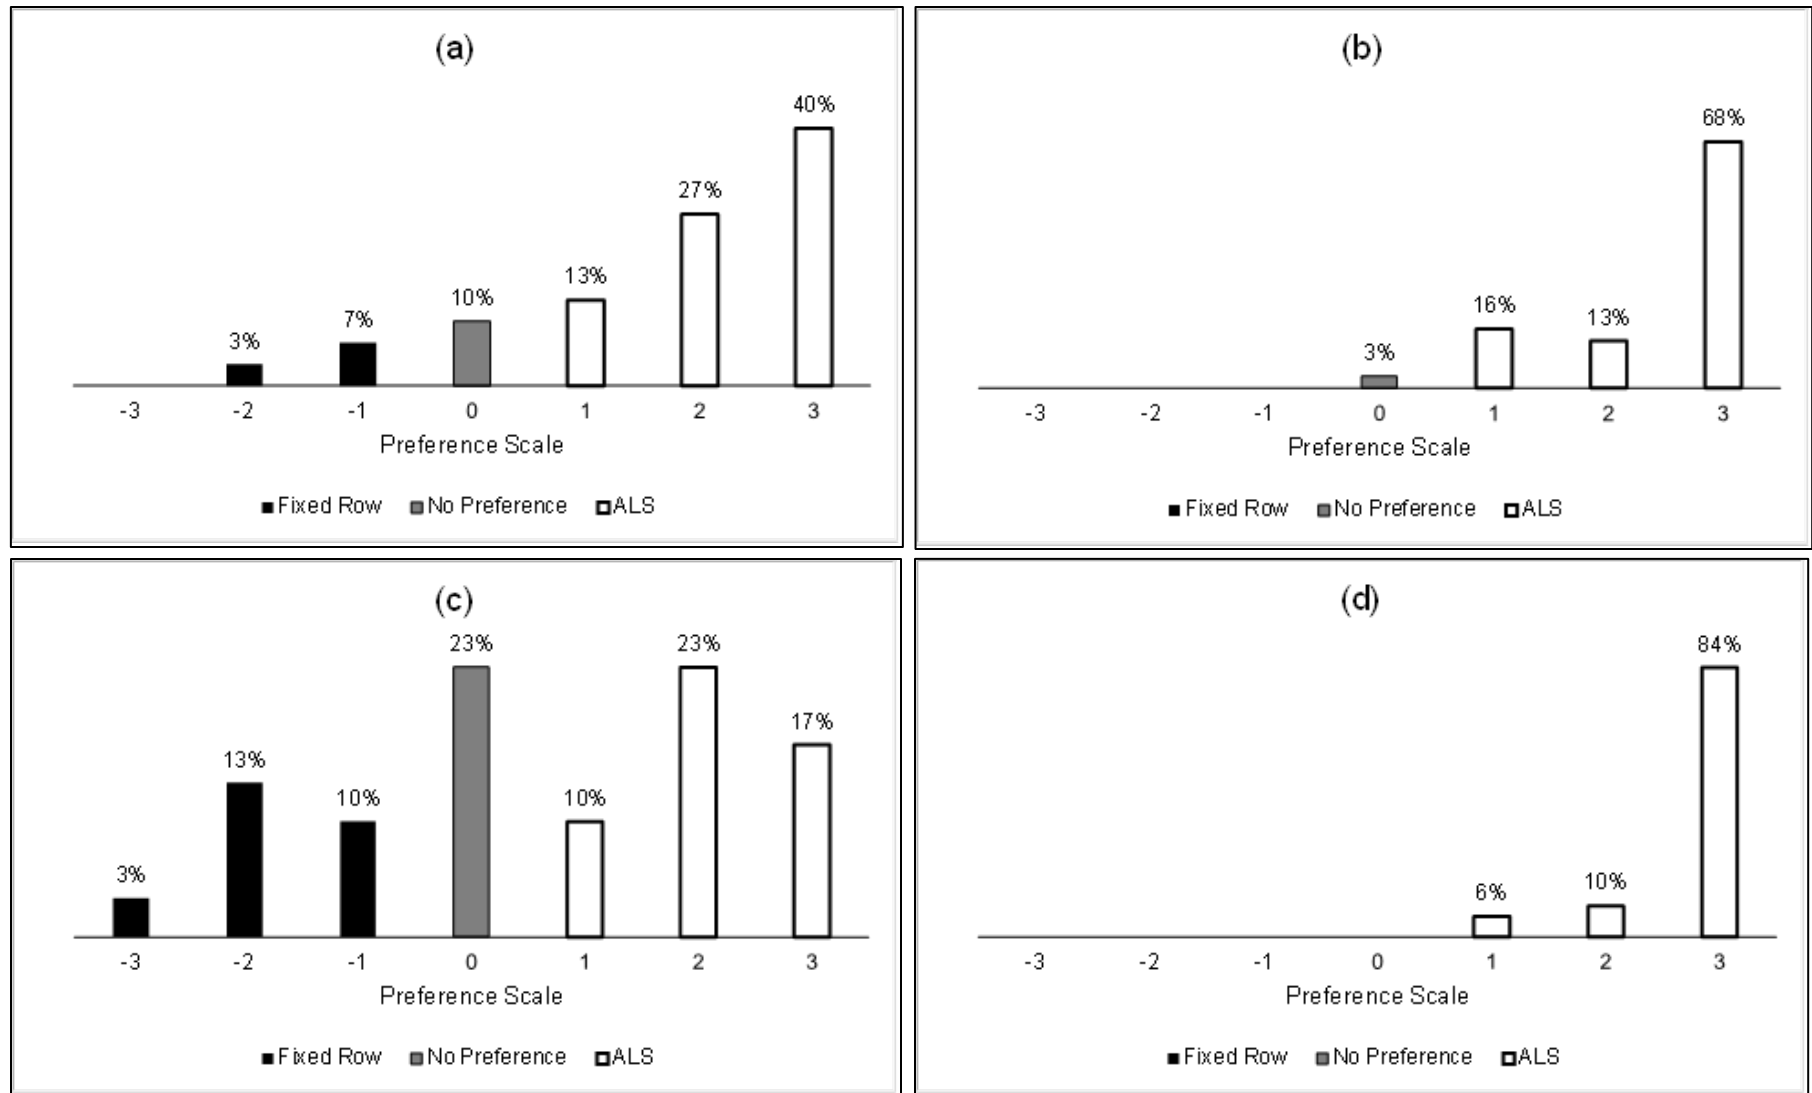 (a)
40%
27%
13%
10%
7%
3%
-3 -2 -1 0 1 2 3
Preference Scale
Fixed Row No Preference ALS
(b)
68%
16%
13%
3%
-3 -2 -1 0 1 2 3
Preference Scale
Fixed Row No Preference ALS
(c)
23% 23%
17%
13%
10% 10%
3%
-3 -2 -1 0 1 2 3
Preference Scale
Fixed Row No Preference ALS
(d)
84%
10%
6%
-3 -2 -1 0 1 2 3
Preference Scale
Fixed Row No Preference ALS